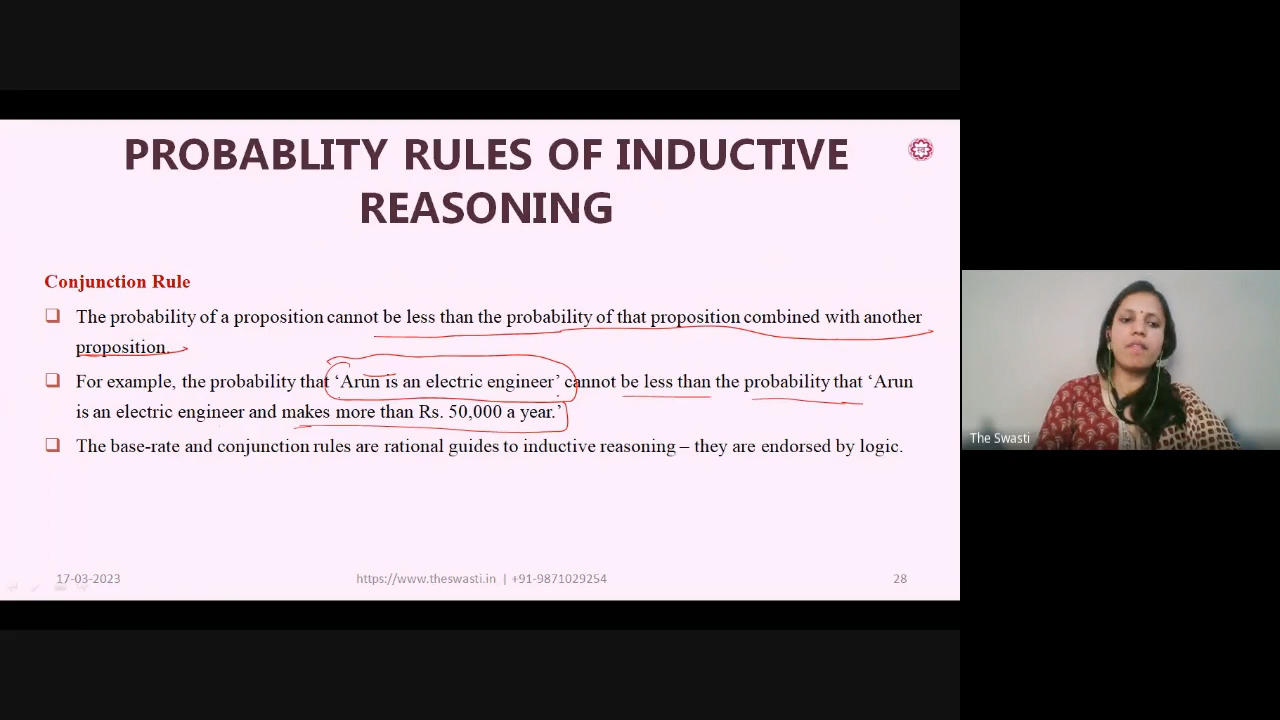 PROBABLITY RULES OF INDUCTIVE
REASONING
Conjunction Rule
The probability of a proposition cannot be less than the probability of that proposition combined with another
proposition.
For example, the probability that ‘Arun is an electric engineer’ cannot be less than the probability that ‘Arun
is an electric engineer and makes more than Rs. 50,000 a year.’
The base-rate and conjunction rules are rational guides to inductive reasoning – they are endorsed by logic.
17-03-2023 https://www.theswasti.in | +91-9871029254 28
The Swasti